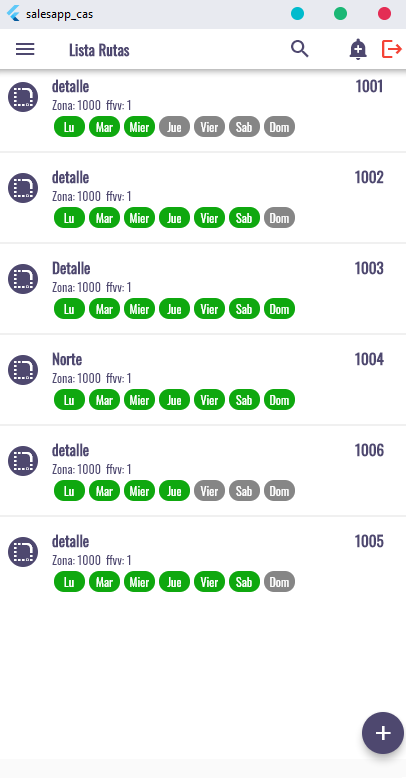 salesapp_cas
Lista Rutas
detalle 1001
Zona: 1000 ffvv: 1
Lu Mar Mier Jue Vier Sab Dom
detalle 1002
Zona: 1000 ffvv: 1
Lu Mar Mier Jue Vier Sab Dom
Detalle 1003
Zona: 1000 ffvv: 1
Lu Mar Mier Jue Vier Sab Dom
Norte 1004
Zona: 1000 ffvv: 1
Lu Mar Mier Jue Vier Sab Dom
detalle 1006
Zona: 1000 ffvv: 1
Lu Mar Mier Jue Vier Sab Dom
detalle 1005
Zona: 1000 ffvv: 1
Lu Mar Mier Jue Vier Sab Dom